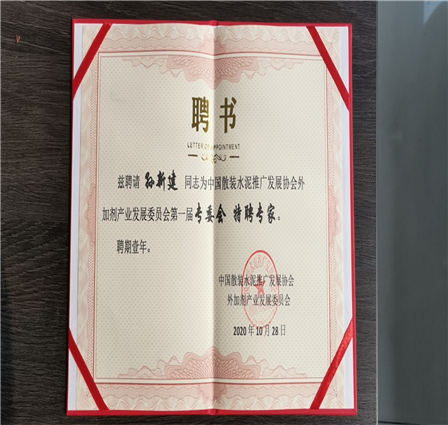 聘书
LETTER OF APPOINTMENT
兹聘请 孙新建 同志为中国散装水泥推广发展协会外
加剂产业发展委员会第一届 专委会 特聘专家。
聘期壹年。
中国散装水泥推广发展协会
外加剂产业发展委员会
2020年10月28日